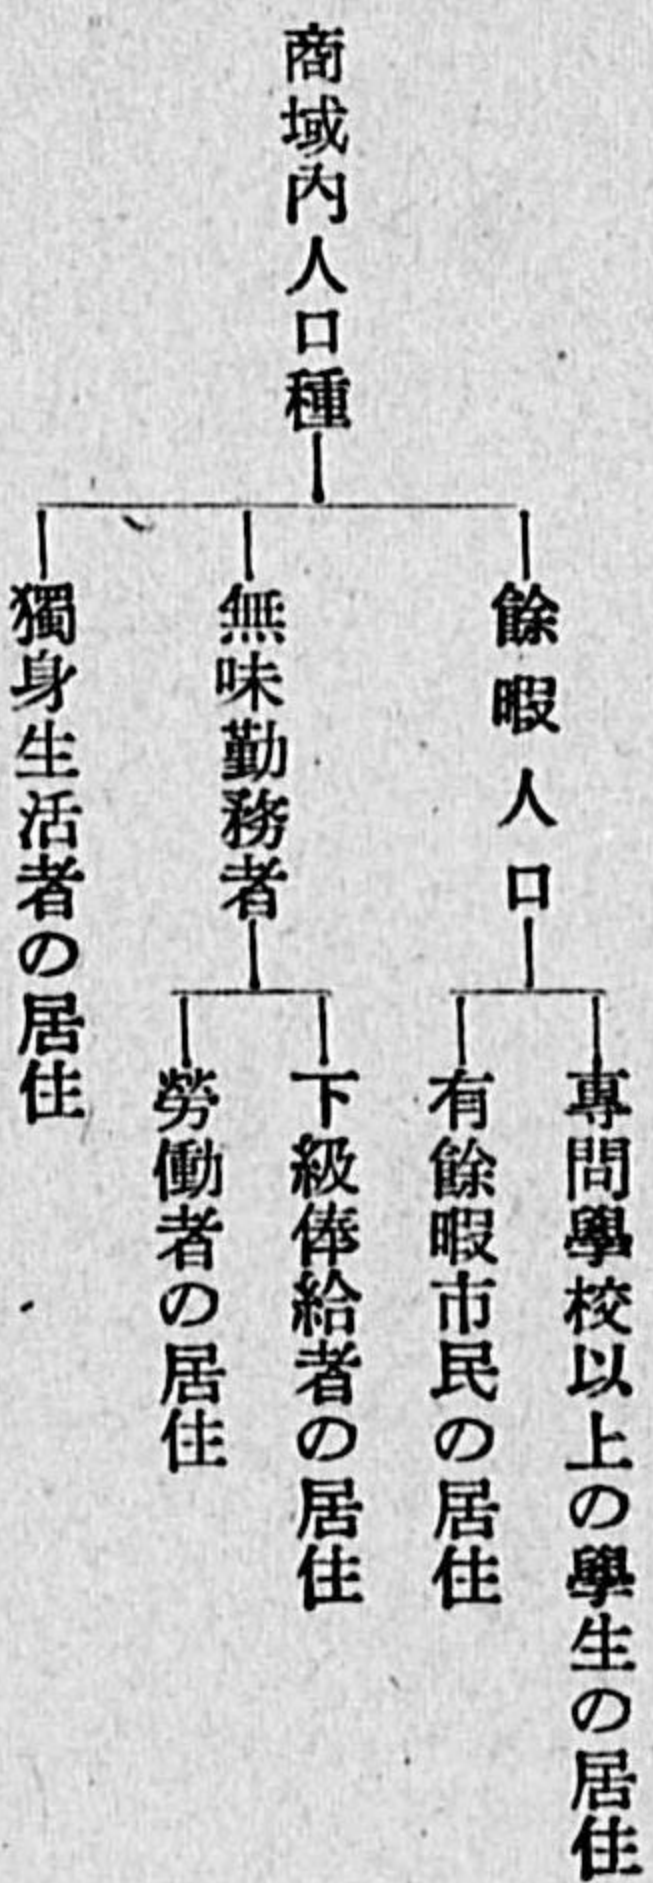 商域內人口種
餘暇人口
專問學校以上の學生の居住
有餘暇市民の居住
無味勤務者
下級俸給者の居住
勞働者の居住
獨身生活者の居住